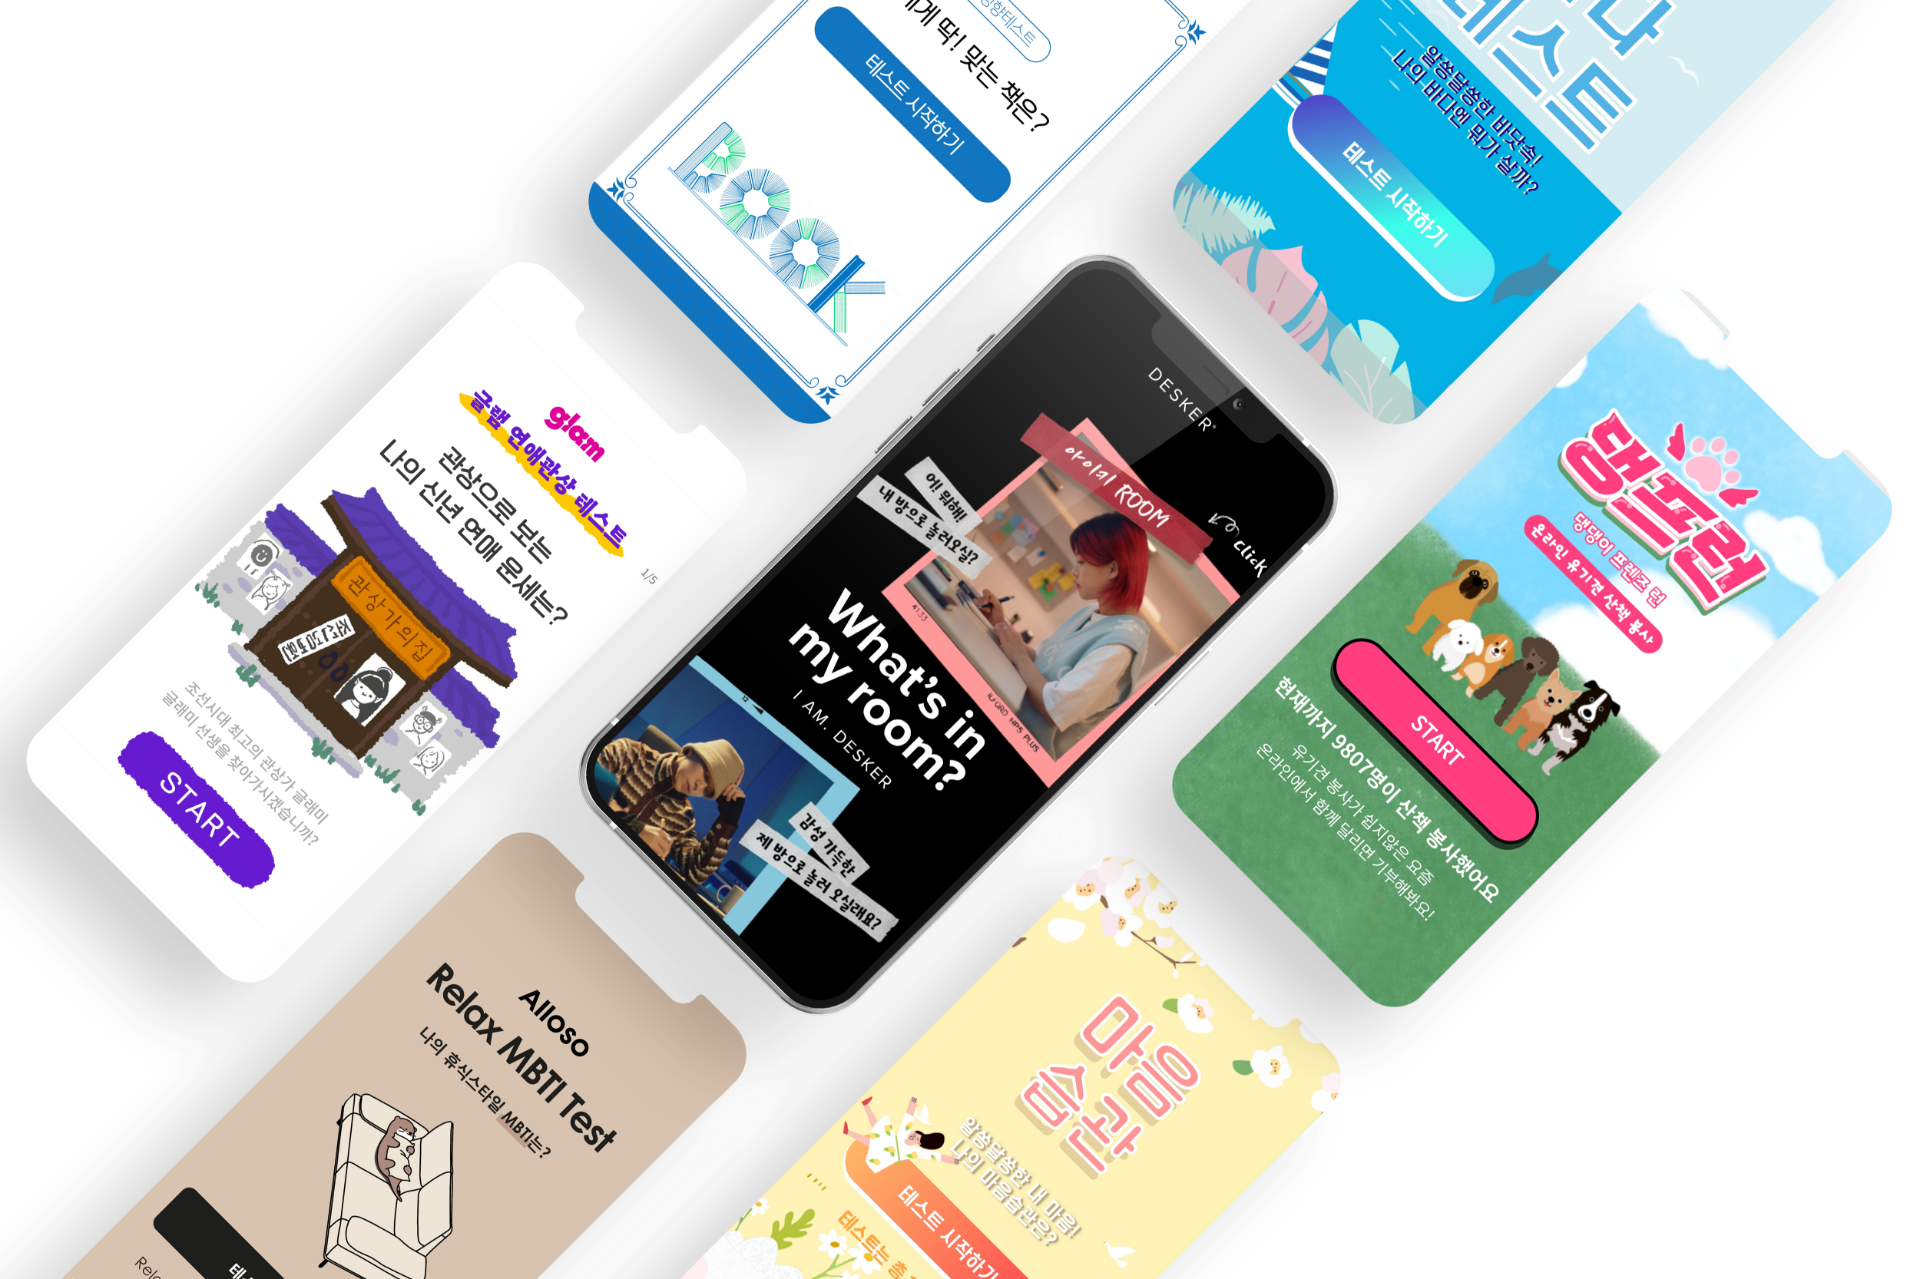 성향테스트
에게 딱! 맞는 책은?
테스트 시작하기
BOOK
테스트
알쏭달쏭한 바닷속!
나의 바다엔 뭐가 살까?
테스트 시작하기
glam
글램 연애관상 테스트
관상으로 보는
나의 신년 연애 운세는?
1/5
관상가의집
조선시대 최고의 관상가 글래미
글래미 선생을 찾아가시겠습니까?
START
DESKER
아이키 ROOM
click
에! 뭐해!
내 방으로 놀러오실?
41.33
ILFORD HP5 PLUS
What's in
my room?
I AM. DESKER
12
감성 가득한
제 방으로 놀러 오실래요?
댕프런
댕댕이 프렌즈 런
온라인 유기견 산책 봉사
START
현재까지 9807명이 산책 봉사했어요
유기견 봉사가 쉽지않은 요즘
온라인에서 함께 달리면 기부해봐요!
Alloso
Relax MBTI Test
나의 휴식스타일 MBTI는?
마음
습관
알쏭달쏭한 내 마음!
나의 마음습관은?
테스트 시작하기
테스트는 총